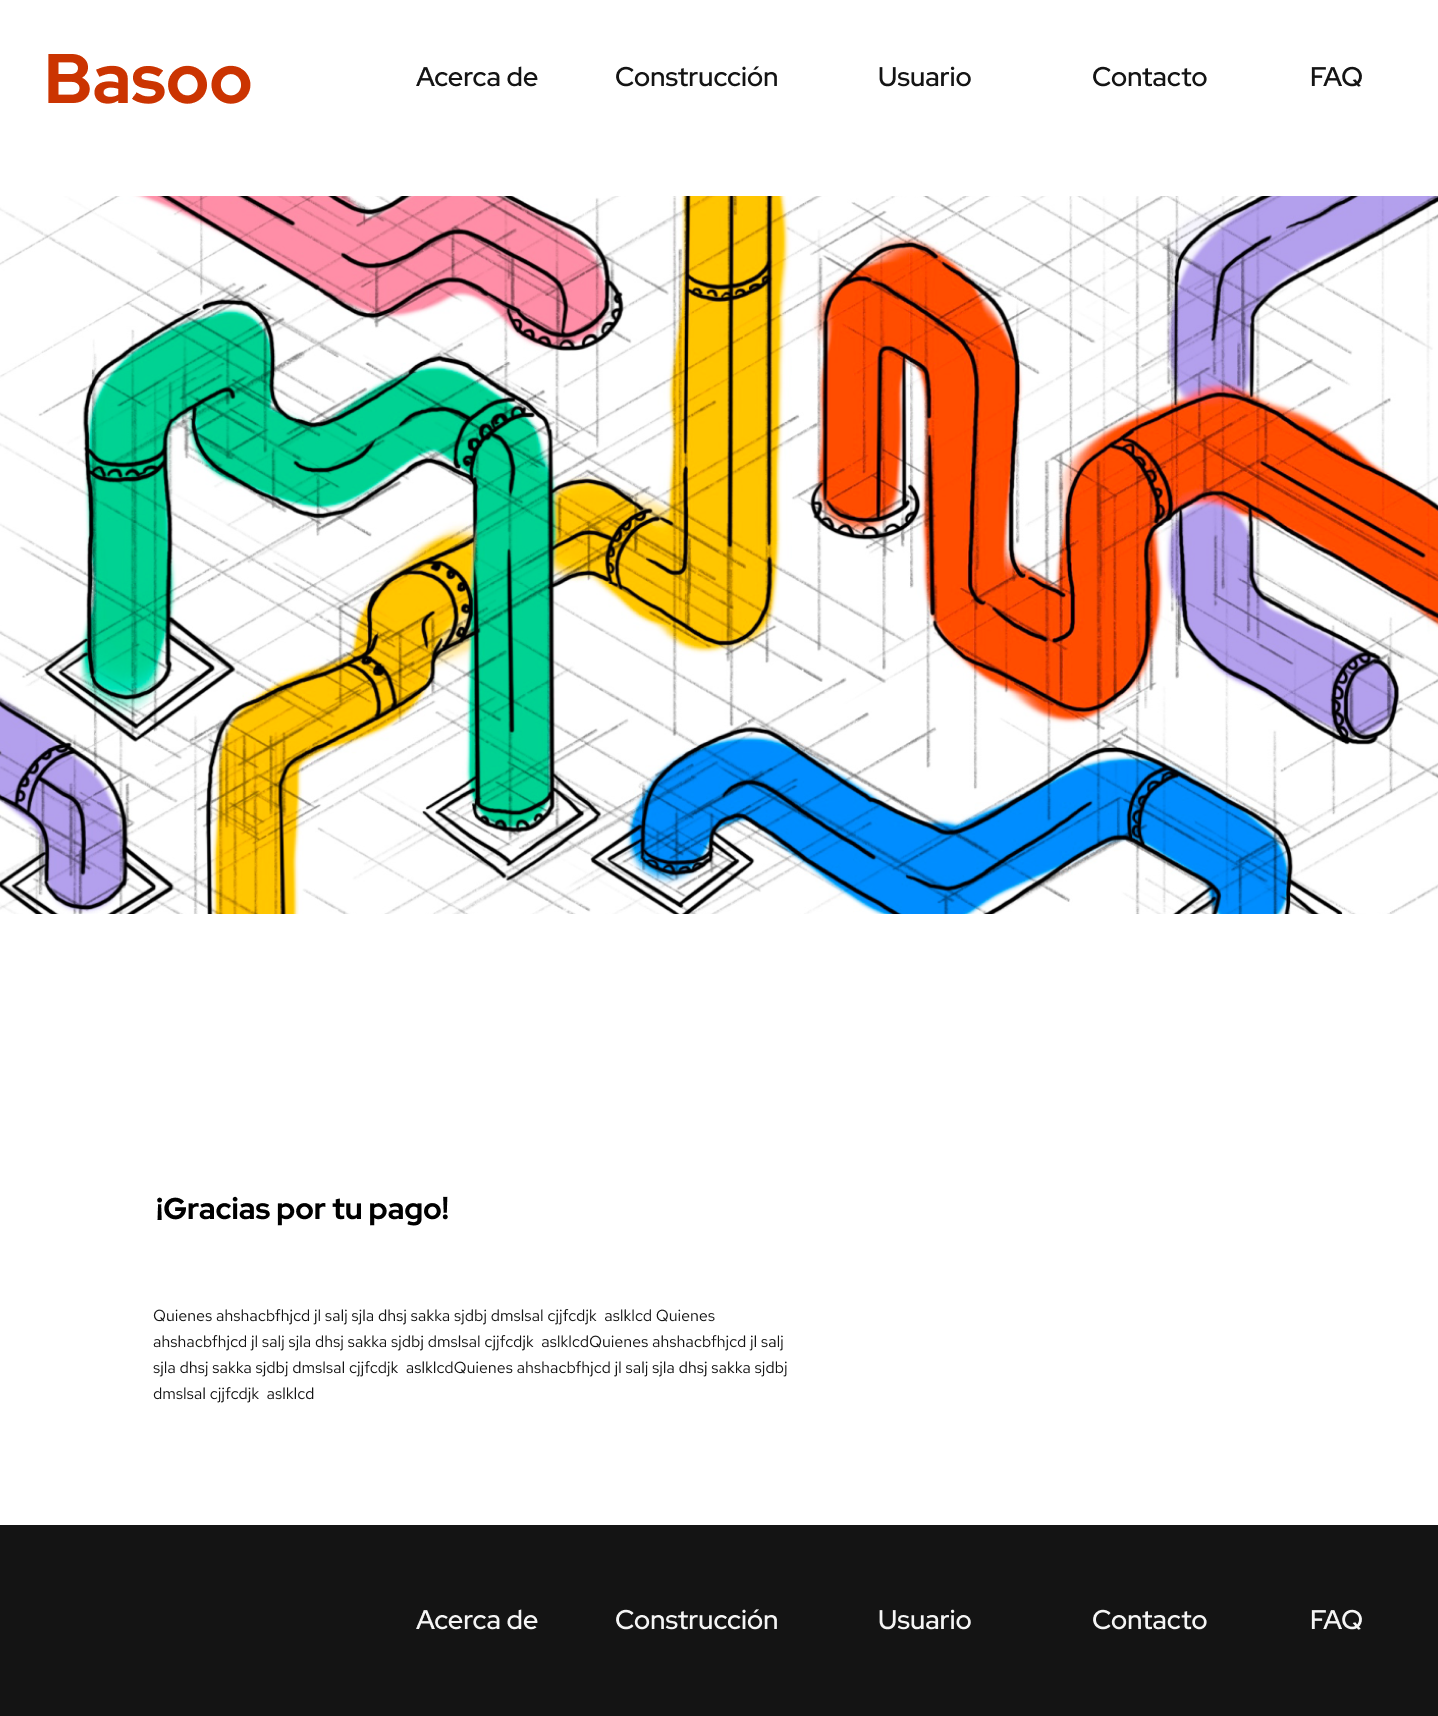 Basoo
Acerca de
Construcción
Usuario
Contacto
FAQ
¡Gracias por tu pago!
Quienes ahshacbfhjcd jl salj sjla dhsj sakka sjdbj dmslsal cjjfcdjk  aslklcd Quienes
ahshacbfhjcd jl salj sjla dhsj sakka sjdbj dmslsal cjjfcdjk  aslklcdQuienes ahshacbfhjcd jl salj
sjla dhsj sakka sjdbj dmslsal cjjfcdjk  aslklcdQuienes ahshacbfhjcd jl salj sjla dhsj sakka sjdbj
dmslsal cjjfcdjk  aslklcd
Acerca de
Construcción
Usuario
Contacto
FAQ